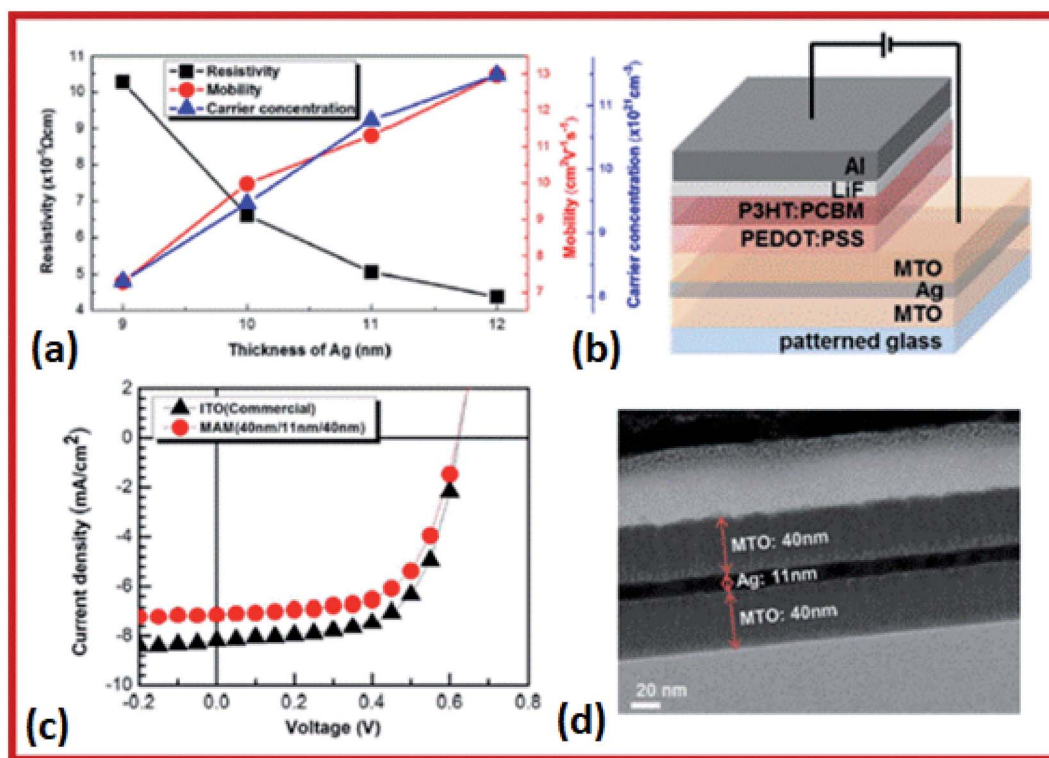 Resistivity (x10⁻⁵Ωcm)
11
10
9
8
7
6
5
4
Resistivity
Mobility
Carrier concentration
9
10
11
12
Thickness of Ag (nm)
13
12
11
10
9
8
7
Mobility (cm²V⁻¹s⁻¹)
11
10
9
8
Carrier concentration (x10²¹cm⁻³)
(a)
Al
LiF
P3HT:PCBM
PEDOT:PSS
MTO
Ag
MTO
patterned glass
(b)
Current density (mA/cm²)
2
0
-2
-4
-6
-8
-10
ITO(Commercial)
MAM(40nm/11nm/40nm)
-0.2
0.0
0.2
0.4
0.6
0.8
Voltage (V)
(c)
MTO: 40nm
Ag: 11nm
MTO: 40nm
20 nm
(d)